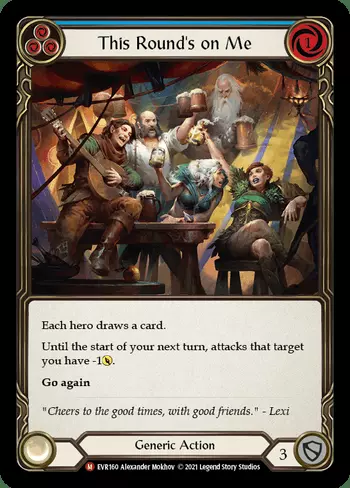 1
This Round's on Me
Each hero draws a card.
Until the start of your next turn, attacks that target
you have -1.
Go again
"Cheers to the good times, with good friends." - Lexi
Generic Action
3
M EVR160 Alexander Mokhov © 2021 Legend Story Studios